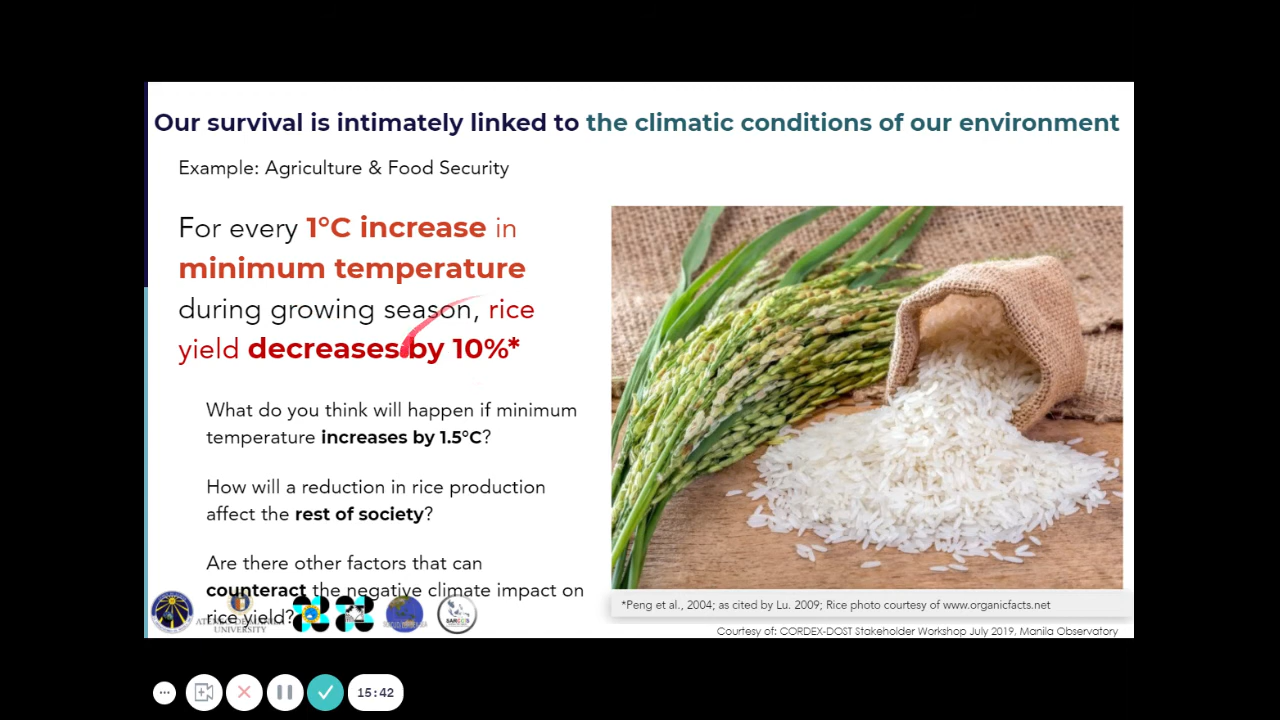 Our survival is intimately linked to the climatic conditions of our environment
Example: Agriculture & Food Security
For every 1°C increase in
minimum temperature
during growing season, rice
yield decreases by 10%*
What do you think will happen if minimum
temperature increases by 1.5°C?
How will a reduction in rice production
affect the rest of society?
Are there other factors that can
counteract the negative climate impact on
rice yield?
UNIVERSITY
*Peng et al., 2004; as cited by Lu. 2009; Rice photo courtesy of www.organicfacts.net
Courtesy of: CORDEX-DOST Stakeholder Workshop July 2019, Manila Observatory
15:42